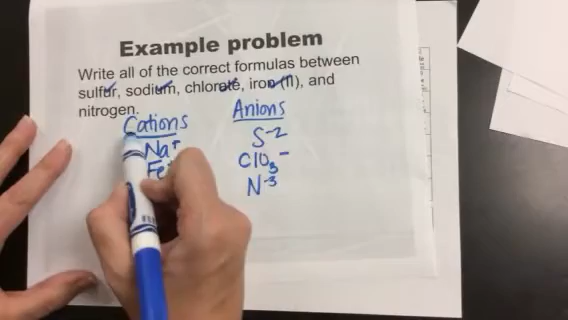 Example problem
Write all of the correct formulas between
sulfur, sodium, chlorate, iron (II), and
nitrogen.
Cations Anions
Na⁺ S⁻²
Fe ClO₃⁻
N⁻³